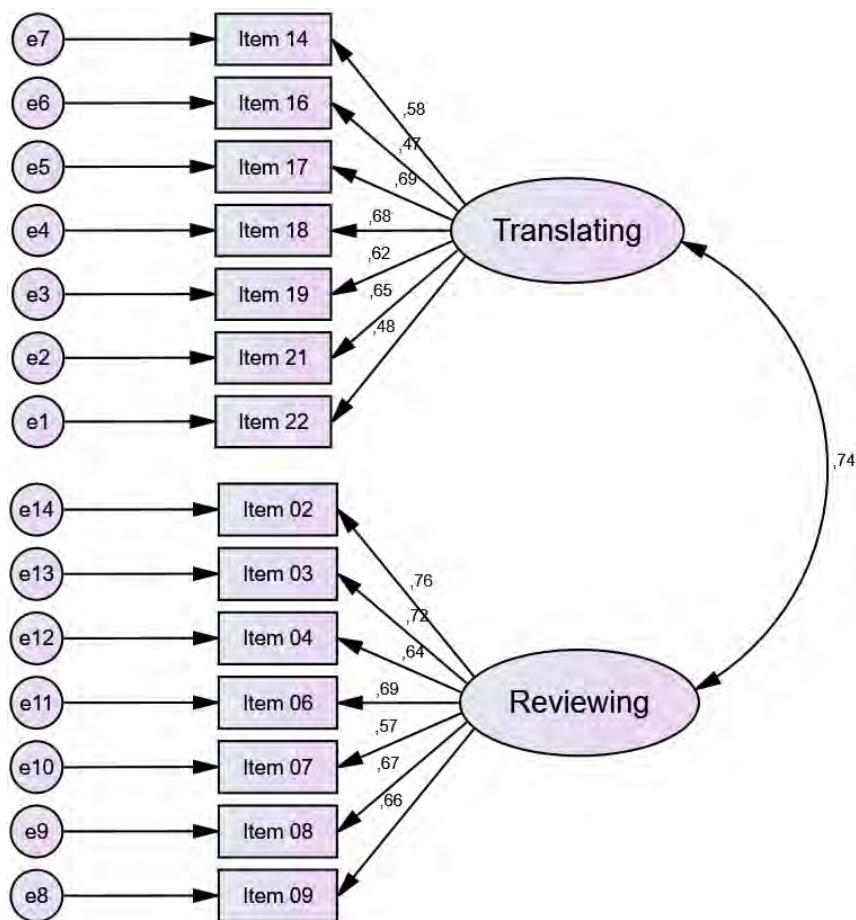 e7 Item 14
,58
e6 Item 16
,47
e5 Item 17
,69
e4 Item 18
,68
Translating
e3 Item 19
,62
e2 Item 21
,65
e1 Item 22
,48
,74
e14 Item 02
,76
e13 Item 03
,72
e12 Item 04
,64
e11 Item 06
,69
Reviewing
e10 Item 07
,57
e9 Item 08
,67
e8 Item 09
,66